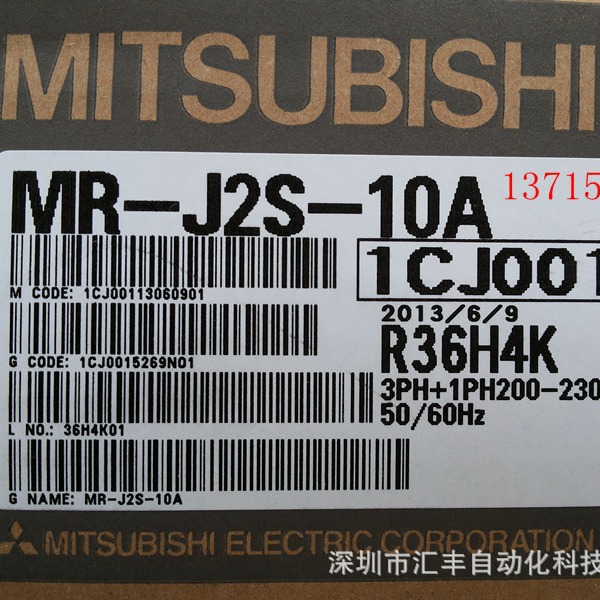 MITSUBISHI
MR-J2S-10A
13715
1CJ001
M CODE: 1CJ00113060901
2013/6/9
R36H4K
G CODE: 1CJ0015269N01
3PH+1PH200-230
50/60Hz
L NO.: 36H4K01
G NAME: MR-J2S-10A
MITSUBISHI ELECTRIC CORPORATION
深圳市汇丰自动化科技